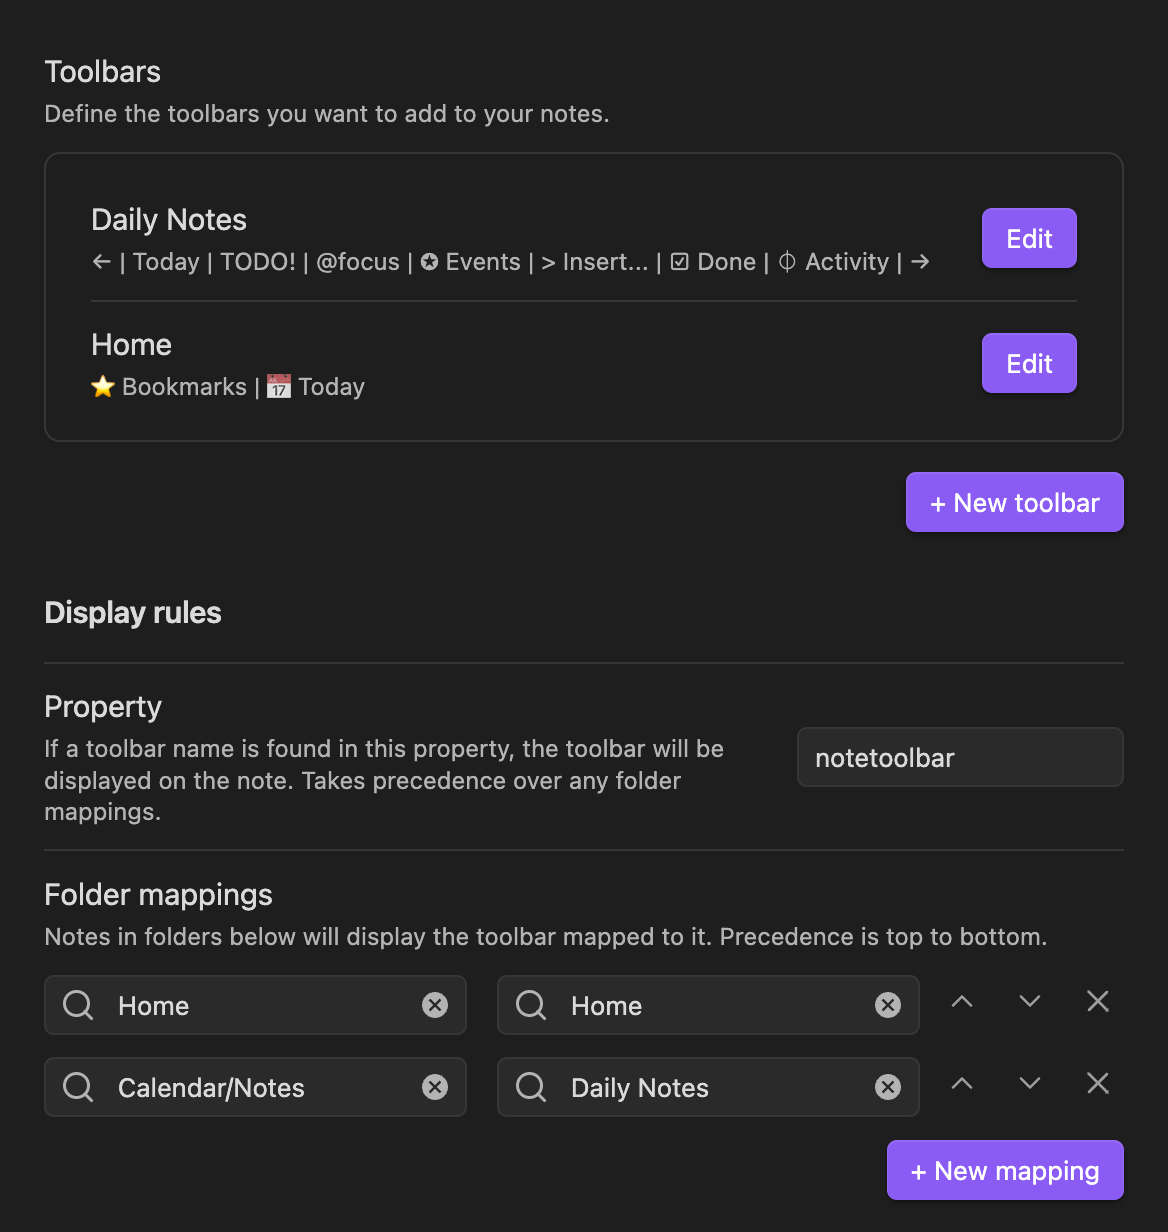 Toolbars
Define the toolbars you want to add to your notes.
Daily Notes
← | Today | TODO! | @focus | ✪ Events | > Insert... | ☑ Done | ⏀ Activity | →
Edit
Home
⭐ Bookmarks | 📅 Today
Edit
+ New toolbar
Display rules
Property
If a toolbar name is found in this property, the toolbar will be
displayed on the note. Takes precedence over any folder
mappings.
notetoolbar
Folder mappings
Notes in folders below will display the toolbar mapped to it. Precedence is top to bottom.
Home
Home
Calendar/Notes
Daily Notes
+ New mapping